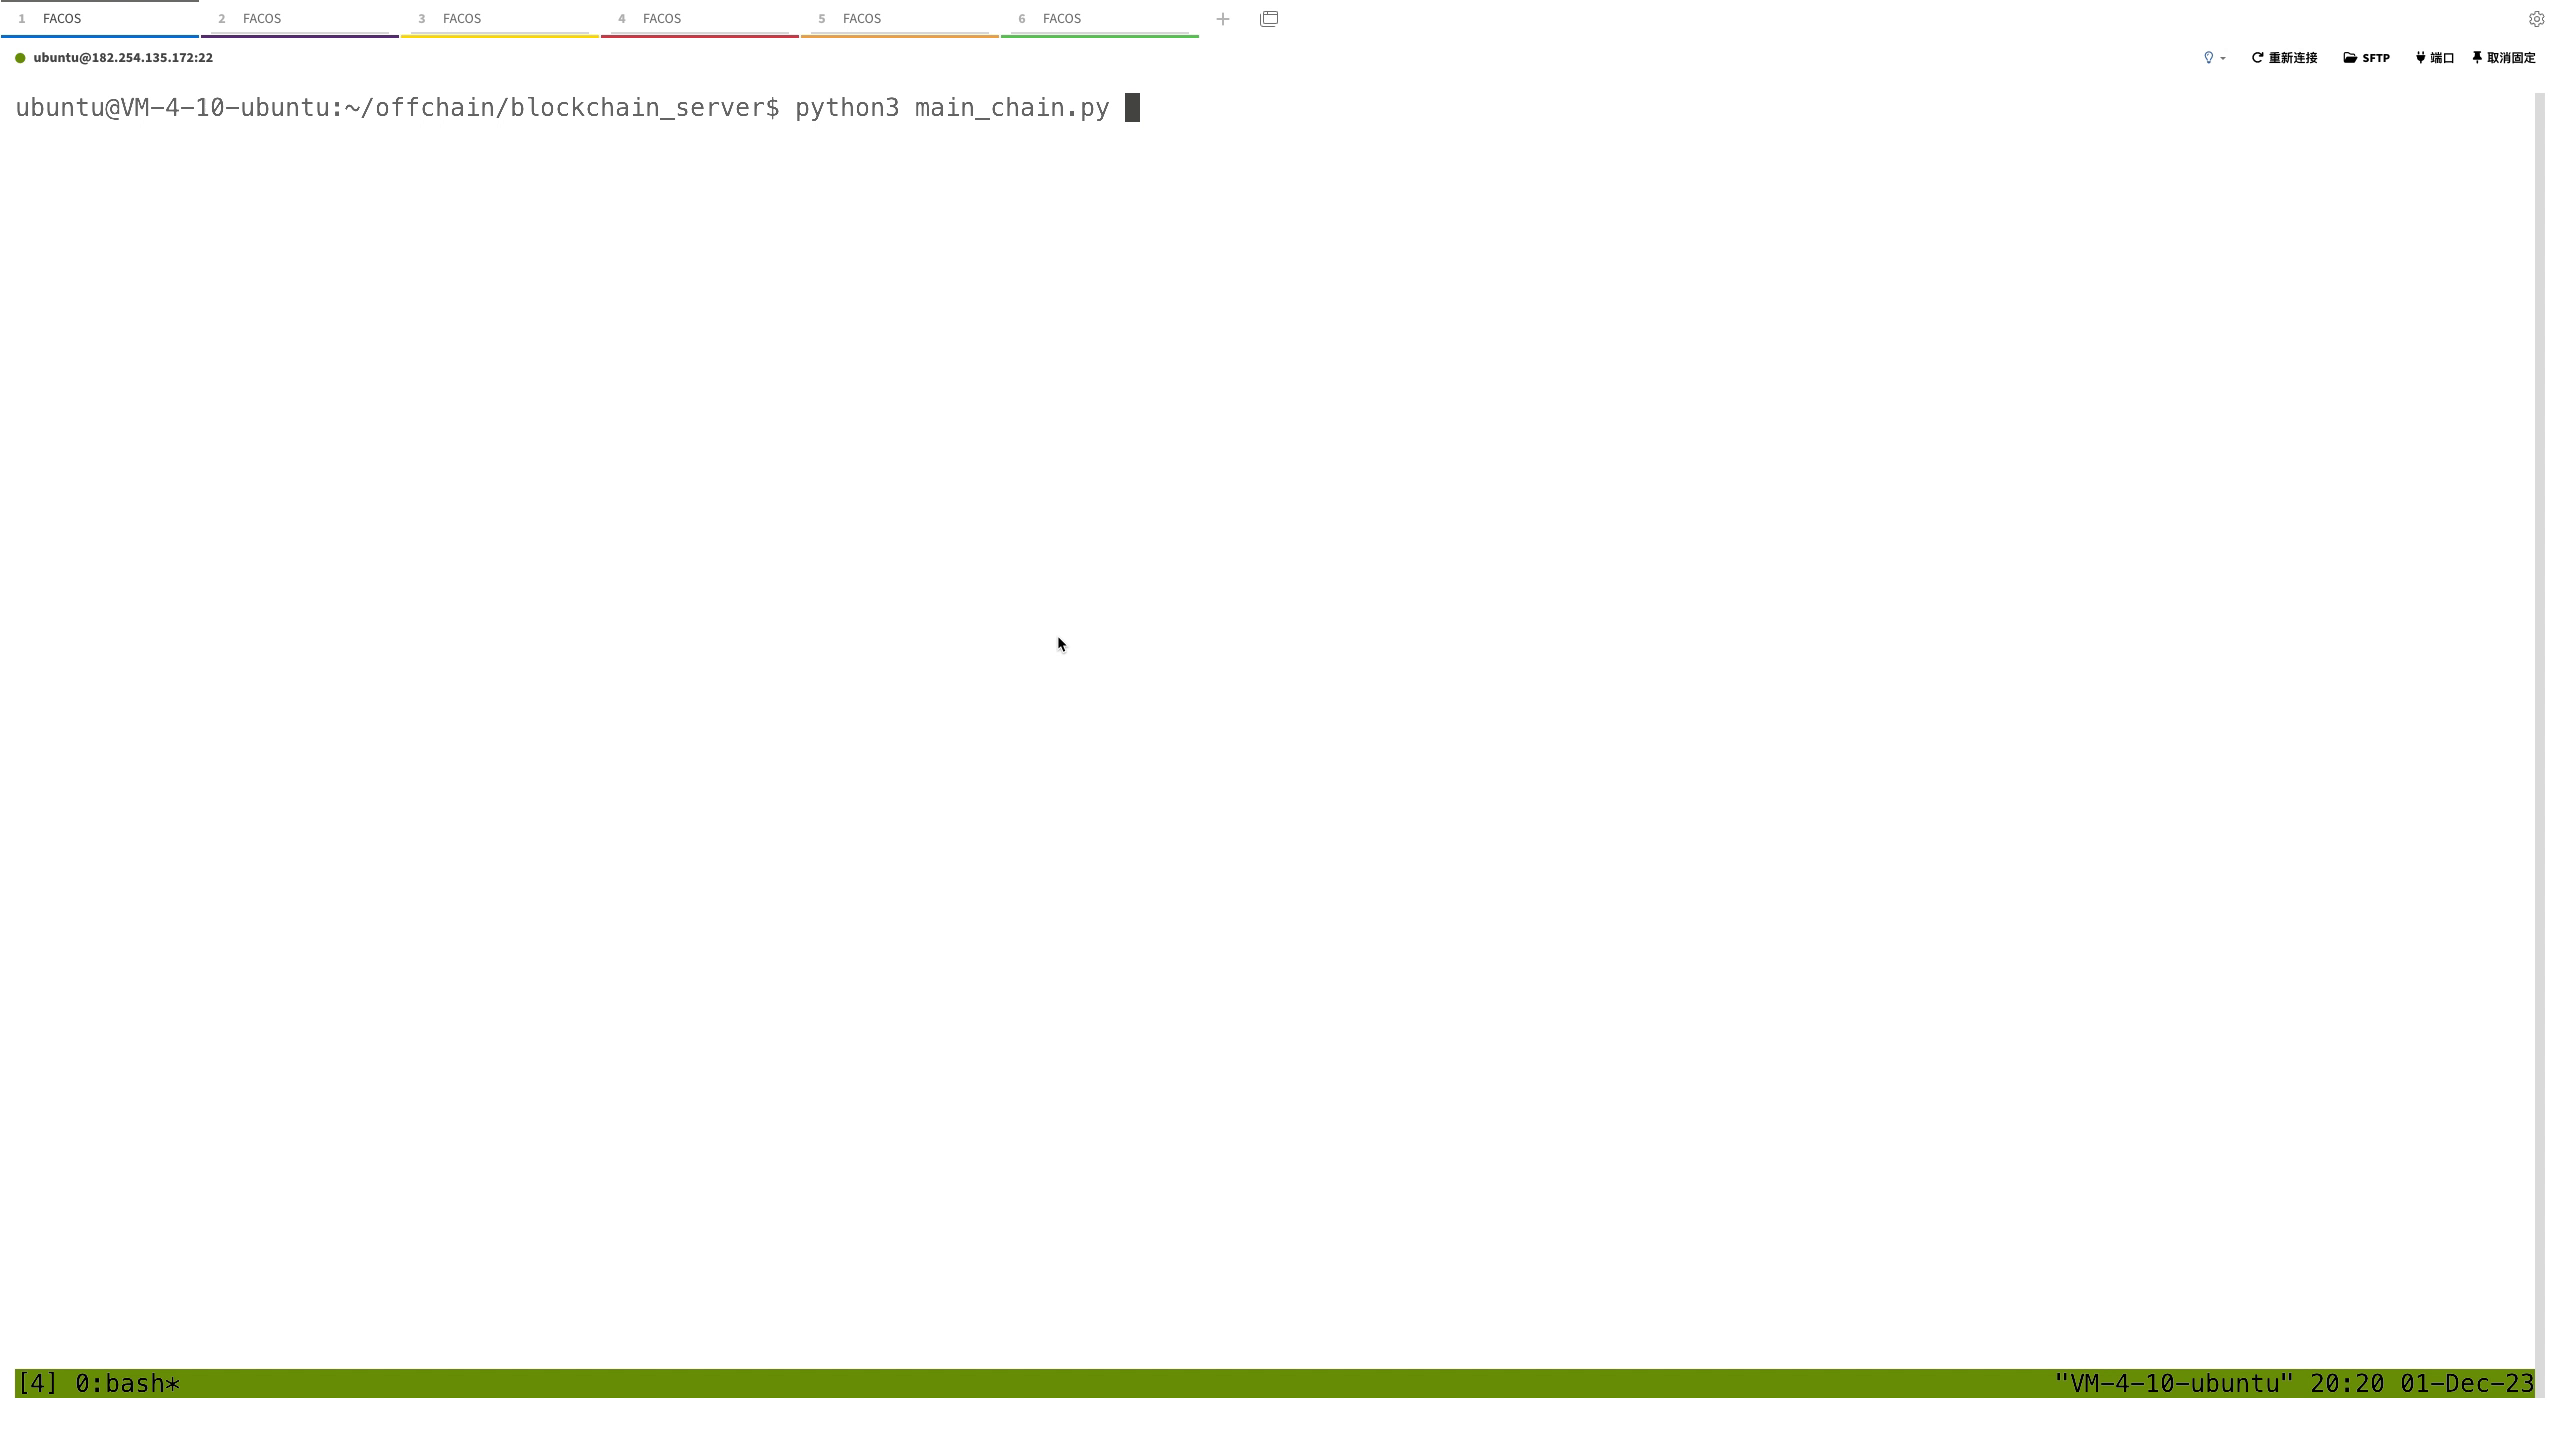 1 FACOS 2 FACOS 3 FACOS 4 FACOS 5 FACOS 6 FACOS
ubuntu@182.254.135.172:22 重新连接 SFTP 端口 取消固定
ubuntu@VM-4-10-ubuntu:~/offchain/blockchain_server$ python3 main_chain.py
[4] 0:bash* "VM-4-10-ubuntu" 20:20 01-Dec-23